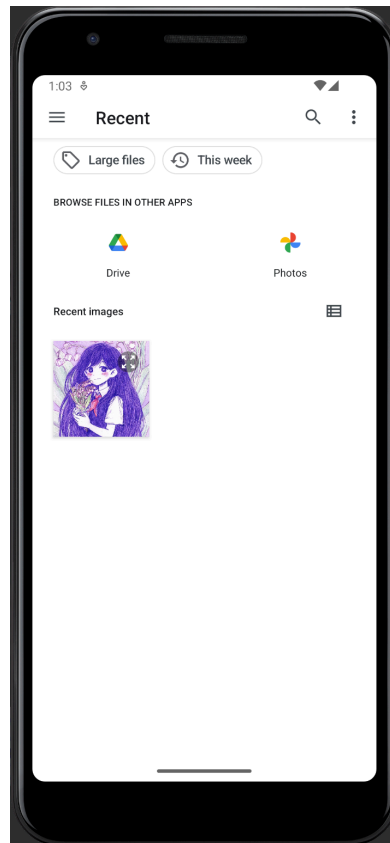 1:03
Recent
Large files
This week
BROWSE FILES IN OTHER APPS
Drive
Photos
Recent images